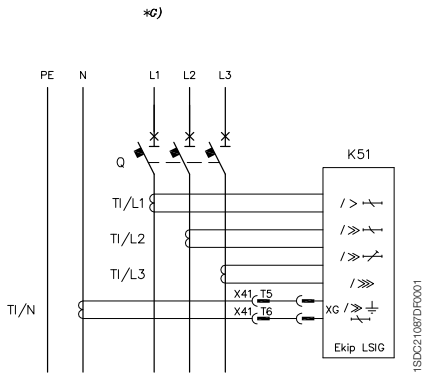 *G)
PE N L1 L2 L3
Q
K51
TI/L1
/>
TI/L2
/≫
/≫
TI/L3
/⋙
X41 T5
TI/N
XG /≫
X41 T6
Ekip LSIG
1SDC21087DF0001